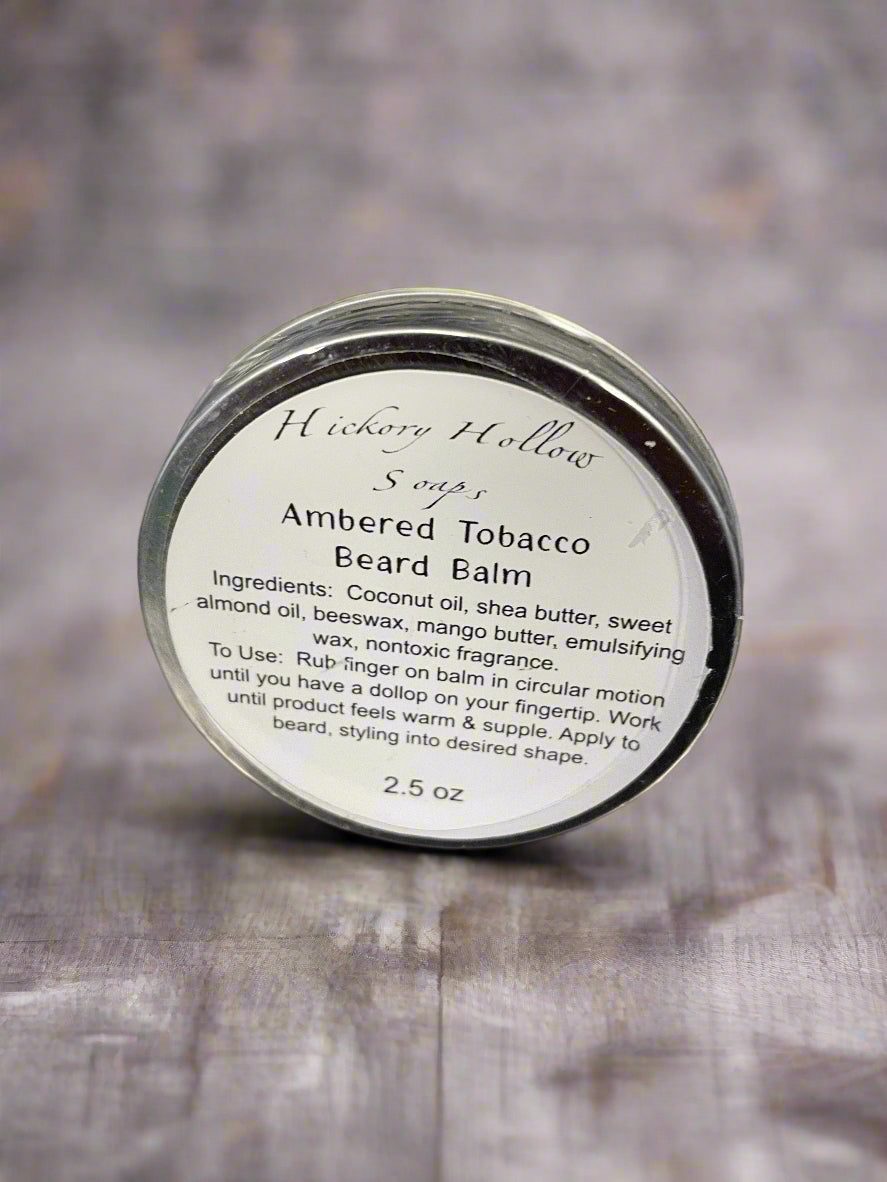 Hickory Hollow
Soaps
Ambered Tobacco
Beard Balm
Ingredients: Coconut oil, shea butter, sweet
almond oil, beeswax, mango butter, emulsifying
wax, nontoxic fragrance.
To Use: Rub finger on balm in circular motion
until you have a dollop on your fingertip. Work
until product feels warm & supple. Apply to
beard, styling into desired shape.
2.5 oz